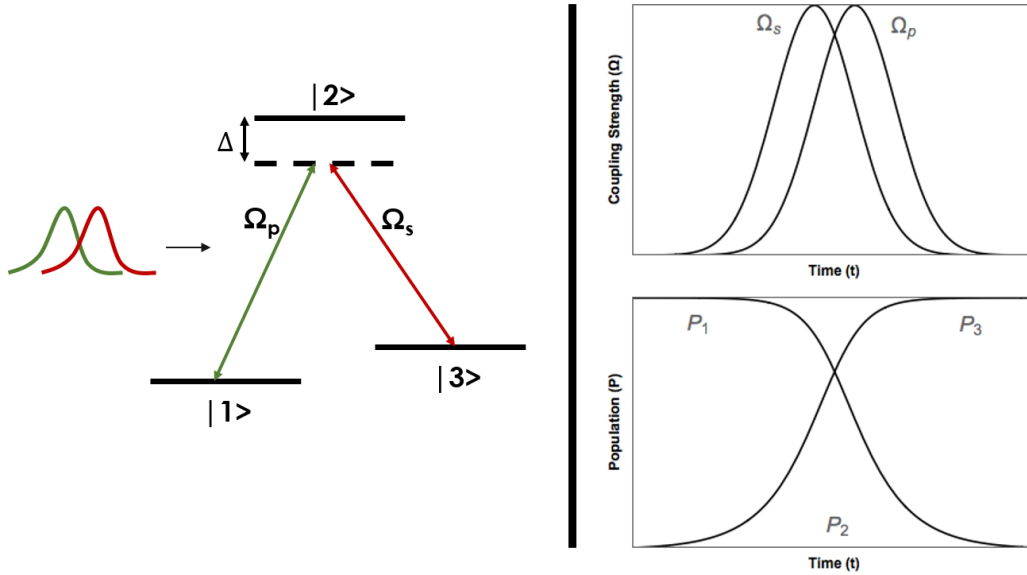 |2>
Δ
Ωp
Ωs
|1>
|3>
Coupling Strength (Ω)
Ωs
Ωp
Time (t)
Population (P)
P1
P3
P2
Time (t)